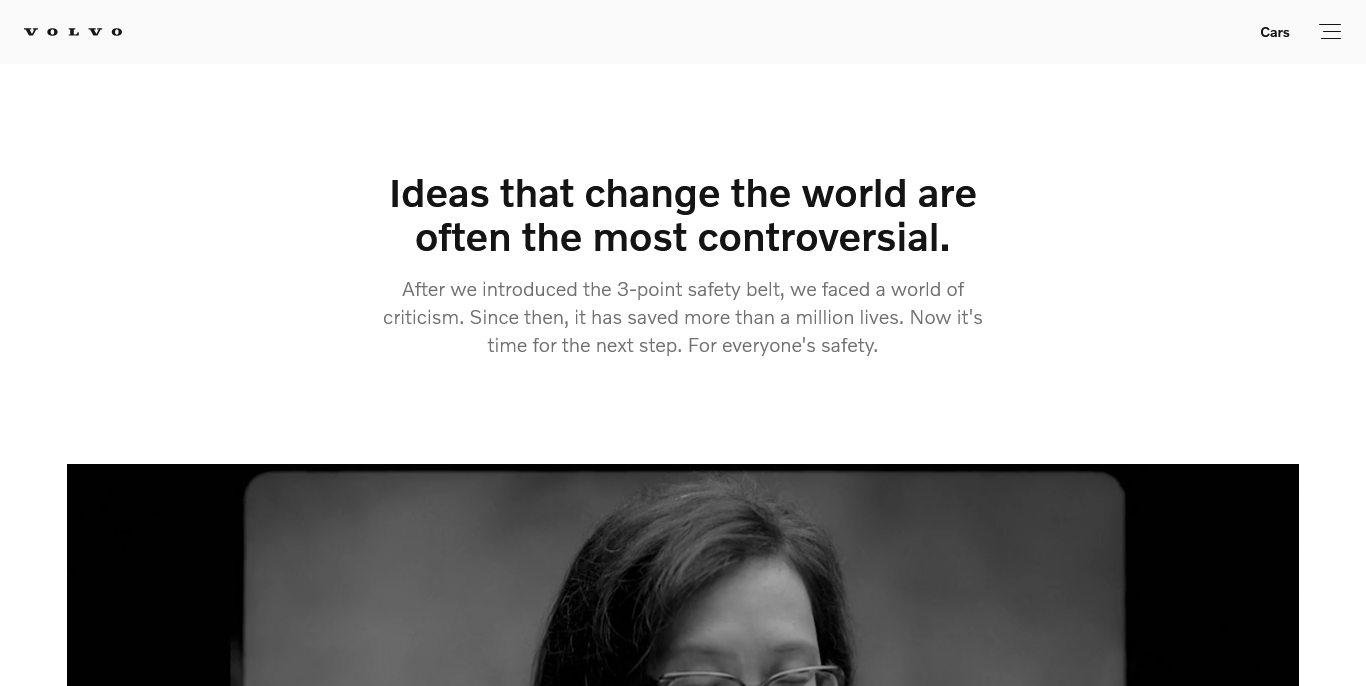 VOLVO
Cars
Ideas that change the world are
often the most controversial.
After we introduced the 3-point safety belt, we faced a world of
criticism. Since then, it has saved more than a million lives. Now it's
time for the next step. For everyone's safety.